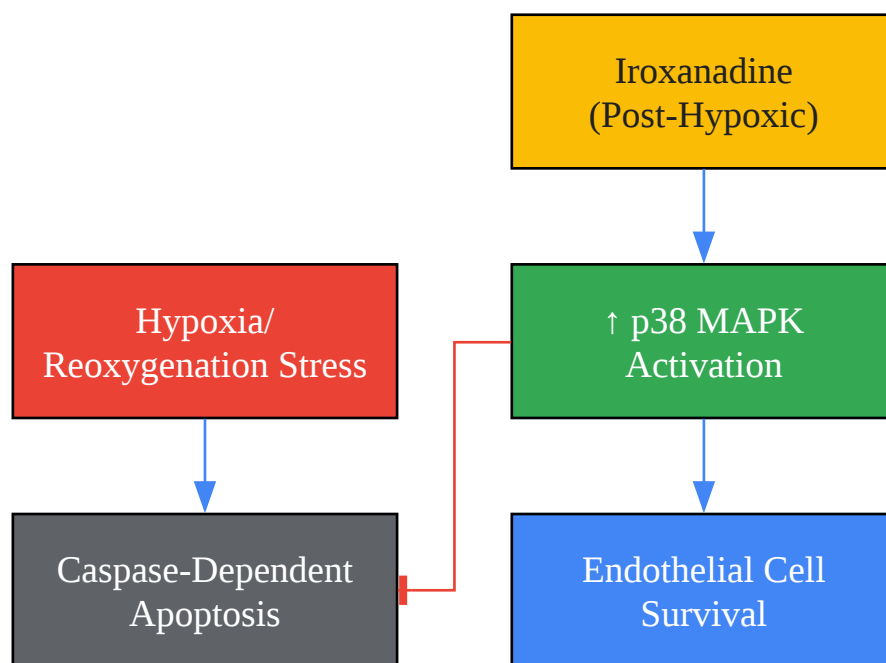 Iroxanadine
(Post-Hypoxic)
Hypoxia/
Reoxygenation Stress
↑ p38 MAPK
Activation
Caspase-Dependent
Apoptosis
Endothelial Cell
Survival